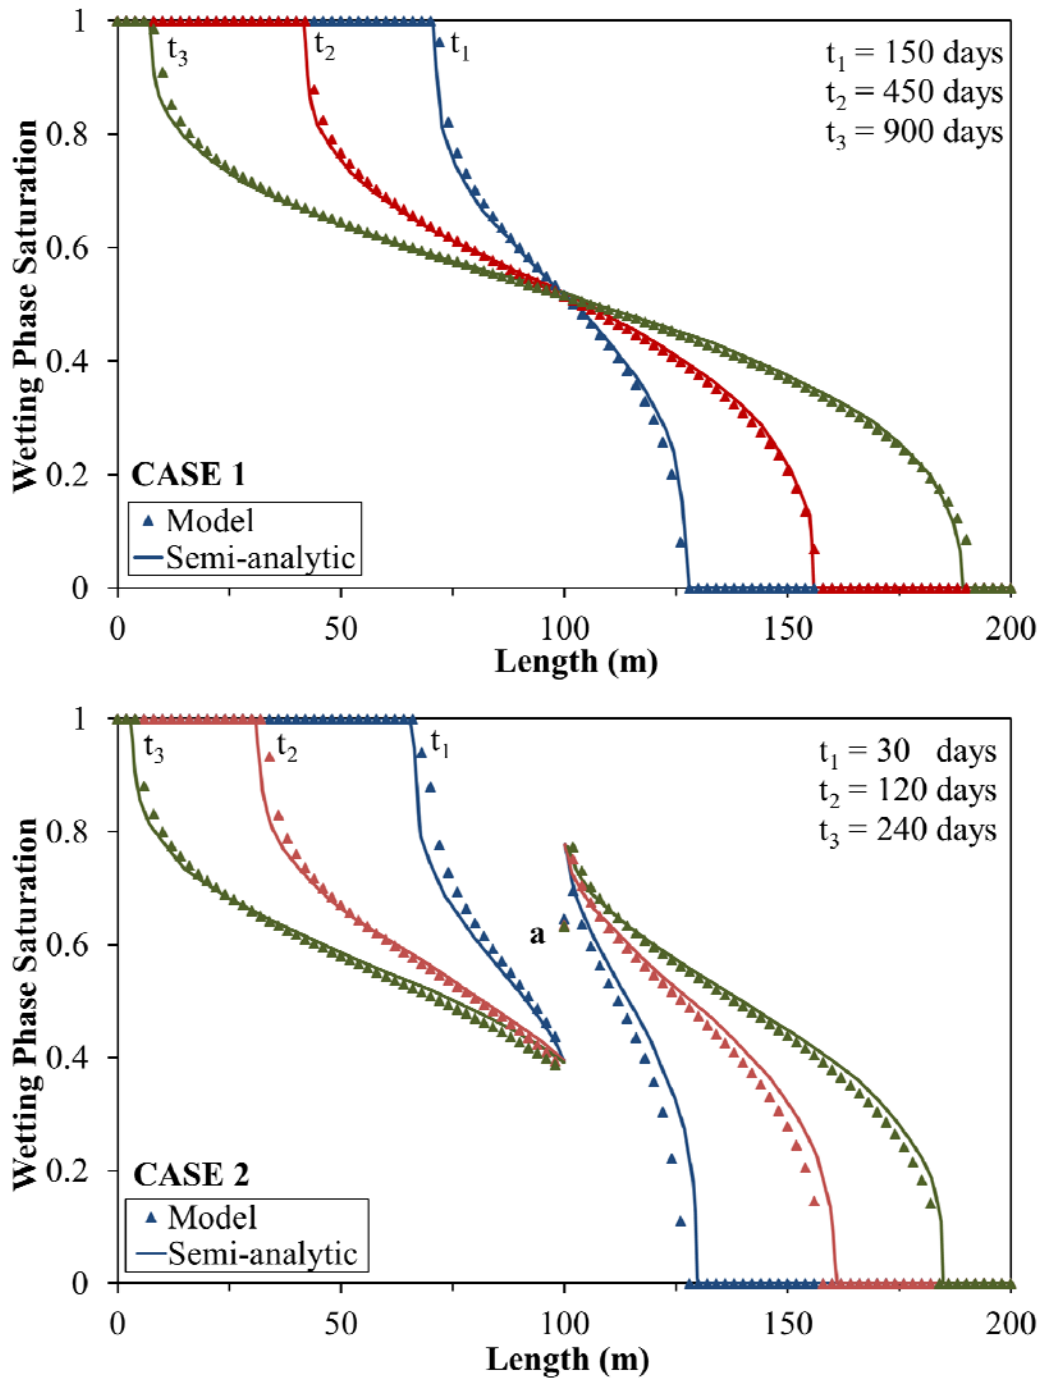 1
t₃
t₂
t₁
t₁ = 150 days
t₂ = 450 days
t₃ = 900 days
0.8
0.6
0.4
0.2
0
Wetting Phase Saturation
CASE 1
Model
Semi-analytic
0 50 100 150 200
Length (m)
1
t₃
t₂
t₁
t₁ = 30 days
t₂ = 120 days
t₃ = 240 days
0.8
0.6
0.4
0.2
0
Wetting Phase Saturation
a
CASE 2
Model
Semi-analytic
0 50 100 150 200
Length (m)